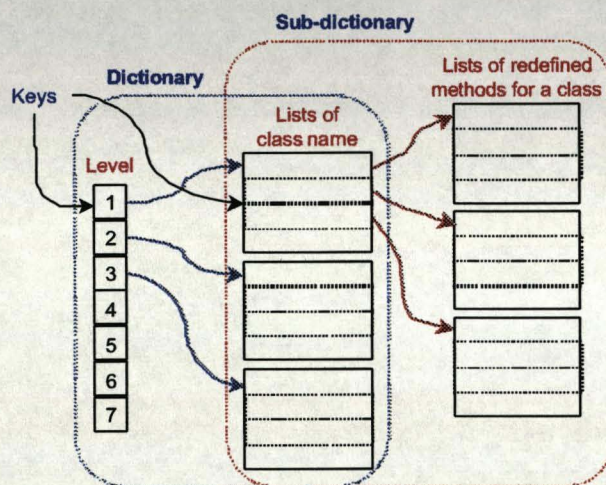 Sub-dictionary
Dictionary
Lists of redefined
methods for a class
Keys
Lists of
class name
Level
1
2
3
4
5
6
7